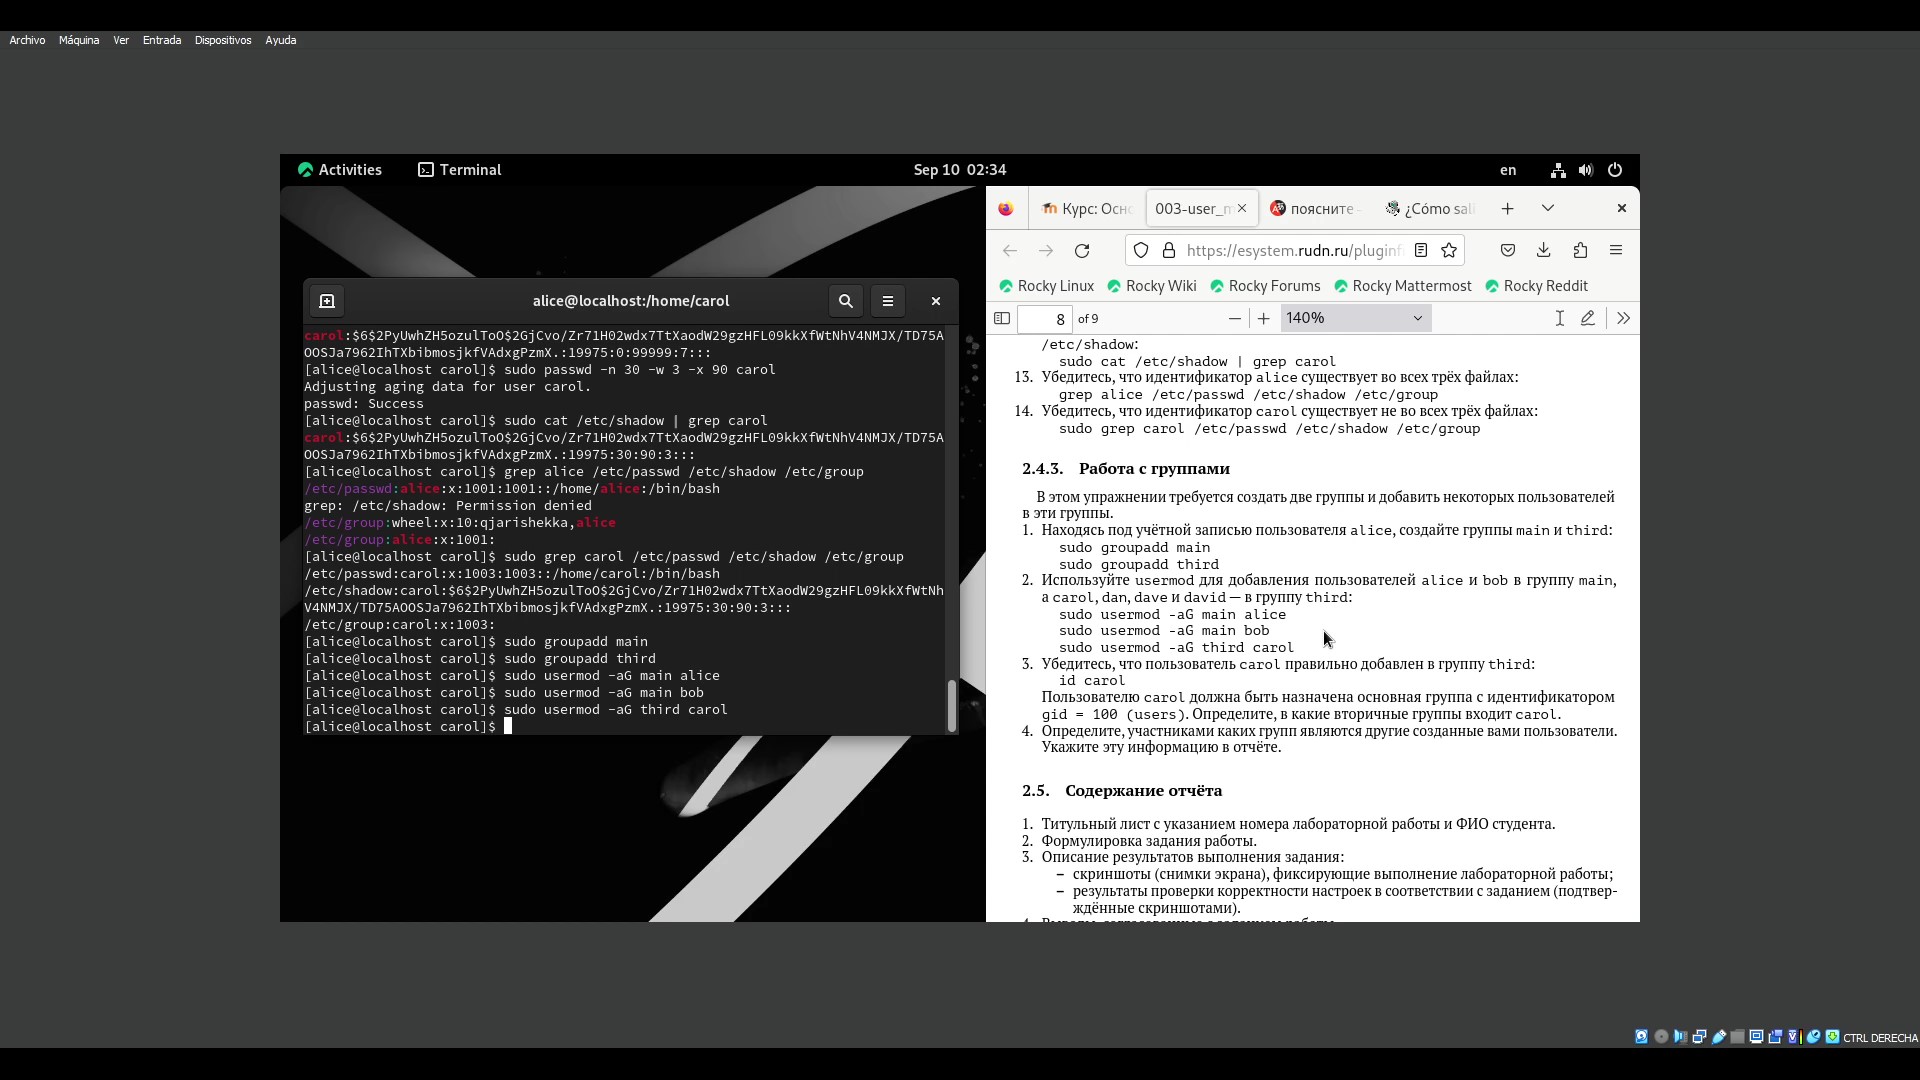 Archivo Máquina Ver Entrada Dispositivos Ayuda
Activities Terminal Sep 10 02:34 en
alice@localhost:/home/carol
carol:$6$2PyUwhZH5ozulToO$2GjCvo/Zr71H02wdx7TtXaodW29gzHFL09kkXfWtNhV4NMJX/TD75A
OOSJa7962IhTXbibmosjkfVAdxgPzmX.:19975:0:99999:7:::
[alice@localhost carol]$ sudo passwd -n 30 -w 3 -x 90 carol
Adjusting aging data for user carol.
passwd: Success
[alice@localhost carol]$ sudo cat /etc/shadow | grep carol
carol:$6$2PyUwhZH5ozulToO$2GjCvo/Zr71H02wdx7TtXaodW29gzHFL09kkXfWtNhV4NMJX/TD75A
OOSJa7962IhTXbibmosjkfVAdxgPzmX.:19975:30:90:3:::
[alice@localhost carol]$ grep alice /etc/passwd /etc/shadow /etc/group
/etc/passwd:alice:x:1001:1001::/home/alice:/bin/bash
grep: /etc/shadow: Permission denied
/etc/group:wheel:x:10:qjarishekka,alice
/etc/group:alice:x:1001:
[alice@localhost carol]$ sudo grep carol /etc/passwd /etc/shadow /etc/group
/etc/passwd:carol:x:1003:1003::/home/carol:/bin/bash
/etc/shadow:carol:$6$2PyUwhZH5ozulToO$2GjCvo/Zr71H02wdx7TtXaodW29gzHFL09kkXfWtNh
V4NMJX/TD75AOOSJa7962IhTXbibmosjkfVAdxgPzmX.:19975:30:90:3:::
/etc/group:carol:x:1003:
[alice@localhost carol]$ sudo groupadd main
[alice@localhost carol]$ sudo groupadd third
[alice@localhost carol]$ sudo usermod -aG main alice
[alice@localhost carol]$ sudo usermod -aG main bob
[alice@localhost carol]$ sudo usermod -aG third carol
[alice@localhost carol]$
Курс: Осн 003-user_m поясните - ¿Cómo sali
https://esystem.rudn.ru/pluginf
Rocky Linux Rocky Wiki Rocky Forums Rocky Mattermost Rocky Reddit
8 of 9 140%
/etc/shadow:
sudo cat /etc/shadow | grep carol
13. Убедитесь, что идентификатор alice существует во всех трёх файлах:
grep alice /etc/passwd /etc/shadow /etc/group
14. Убедитесь, что идентификатор carol существует не во всех трёх файлах:
sudo grep carol /etc/passwd /etc/shadow /etc/group
2.4.3. Работа с группами
В этом упражнении требуется создать две группы и добавить некоторых пользователей
в эти группы.
1. Находясь под учётной записью пользователя alice, создайте группы main и third:
sudo groupadd main
sudo groupadd third
2. Используйте usermod для добавления пользователей alice и bob в группу main,
а carol, dan, dave и david — в группу third:
sudo usermod -aG main alice
sudo usermod -aG main bob
sudo usermod -aG third carol
3. Убедитесь, что пользователь carol правильно добавлен в группу third:
id carol
Пользователю carol должна быть назначена основная группа с идентификатором
gid = 100 (users). Определите, в какие вторичные группы входит carol.
4. Определите, участниками каких групп являются другие созданные вами пользователи.
Укажите эту информацию в отчёте.
2.5. Содержание отчёта
1. Титульный лист с указанием номера лабораторной работы и ФИО студента.
2. Формулировка задания работы.
3. Описание результатов выполнения задания:
– скриншоты (снимки экрана), фиксирующие выполнение лабораторной работы;
– результаты проверки корректности настроек в соответствии с заданием (подтвер-
ждённые скриншотами).
CTRL DERECHA